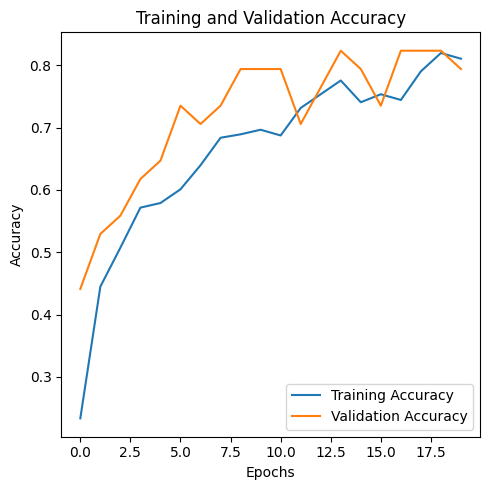 Training and Validation Accuracy
Accuracy
0.8
0.7
0.6
0.5
0.4
0.3
Training Accuracy
Validation Accuracy
0.0 2.5 5.0 7.5 10.0 12.5 15.0 17.5
Epochs